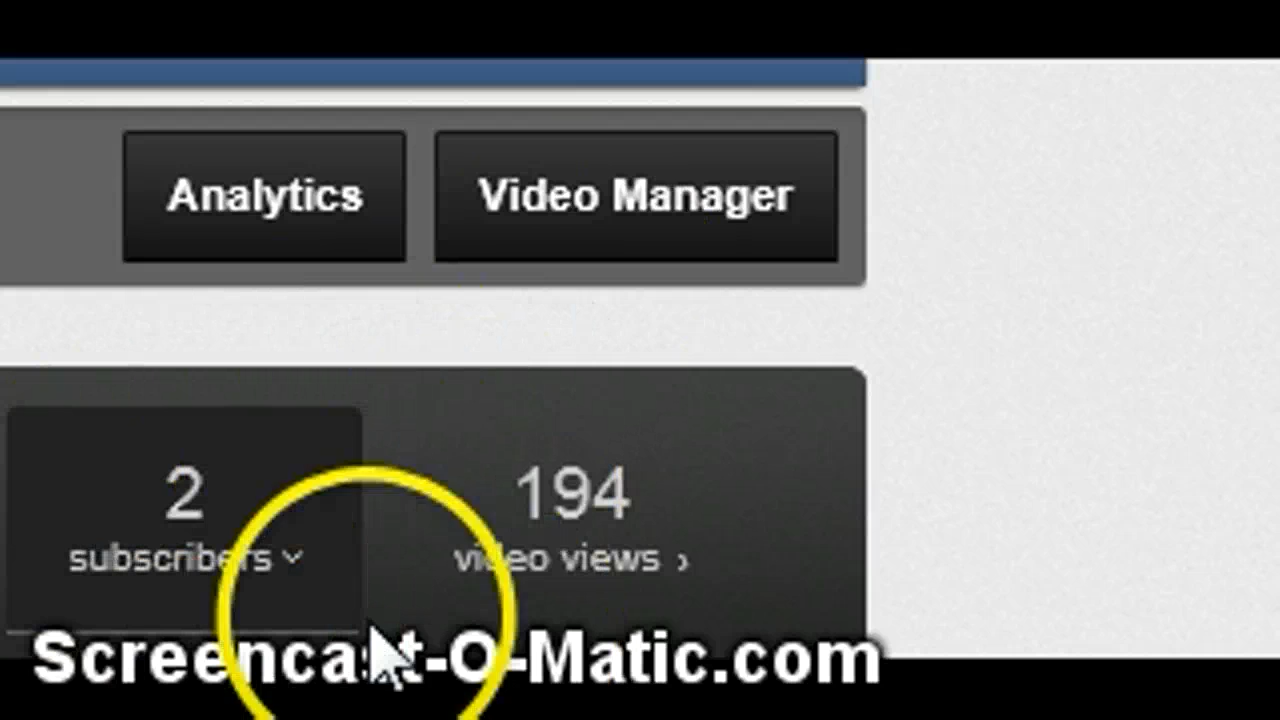 Analytics
Video Manager
2
194
subscribers
video views ›
Screencast-O-Matic.com